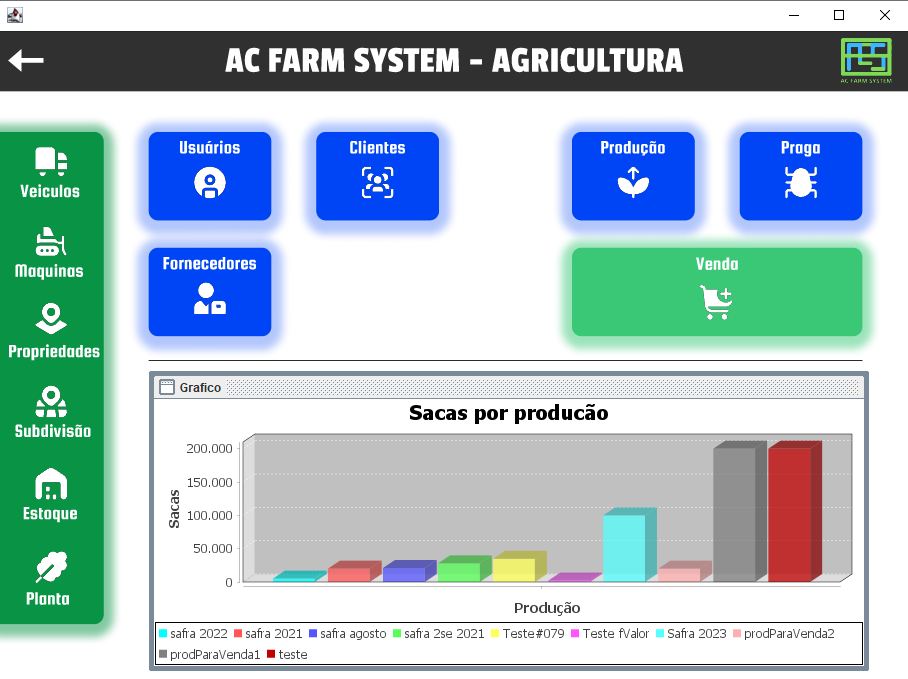 AC FARM SYSTEM - AGRICULTURA
AC FARM SYSTEM
Veiculos
Maquinas
Propriedades
Subdivisão
Estoque
Planta
Usuários
Clientes
Produção
Praga
Fornecedores
Venda
Grafico
Sacas por producão
Sacas
200.000
150.000
100.000
50.000
0
Produção
safra 2022 safra 2021 safra agosto safra 2se 2021 Teste#079 Teste fValor Safra 2023 prodParaVenda2
prodParaVenda1 teste